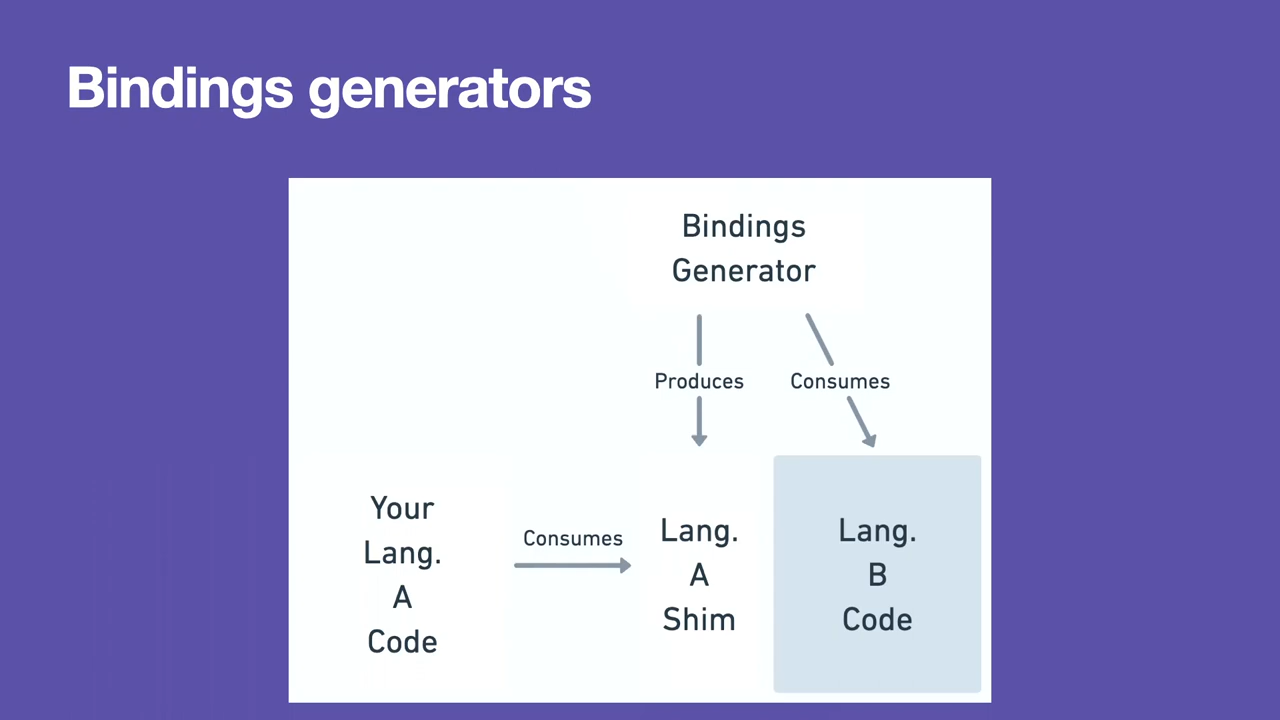 Bindings generators
Bindings
Generator
Produces
Consumes
Your
Lang.
A
Code
Consumes
Lang.
A
Shim
Lang.
B
Code